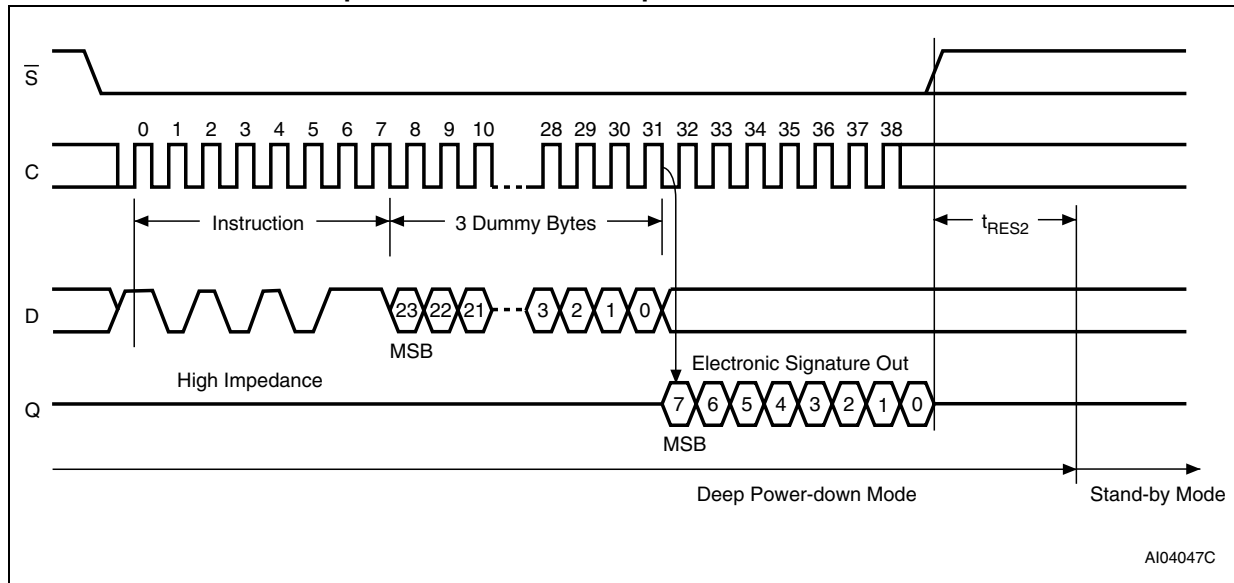 S
0 1 2 3 4 5 6 7 8 9 10 28 29 30 31 32 33 34 35 36 37 38
C
Instruction 3 Dummy Bytes tRES2
D 23 22 21 3 2 1 0
MSB
Electronic Signature Out
High Impedance
Q 7 6 5 4 3 2 1 0
MSB
Deep Power-down Mode Stand-by Mode
AI04047C